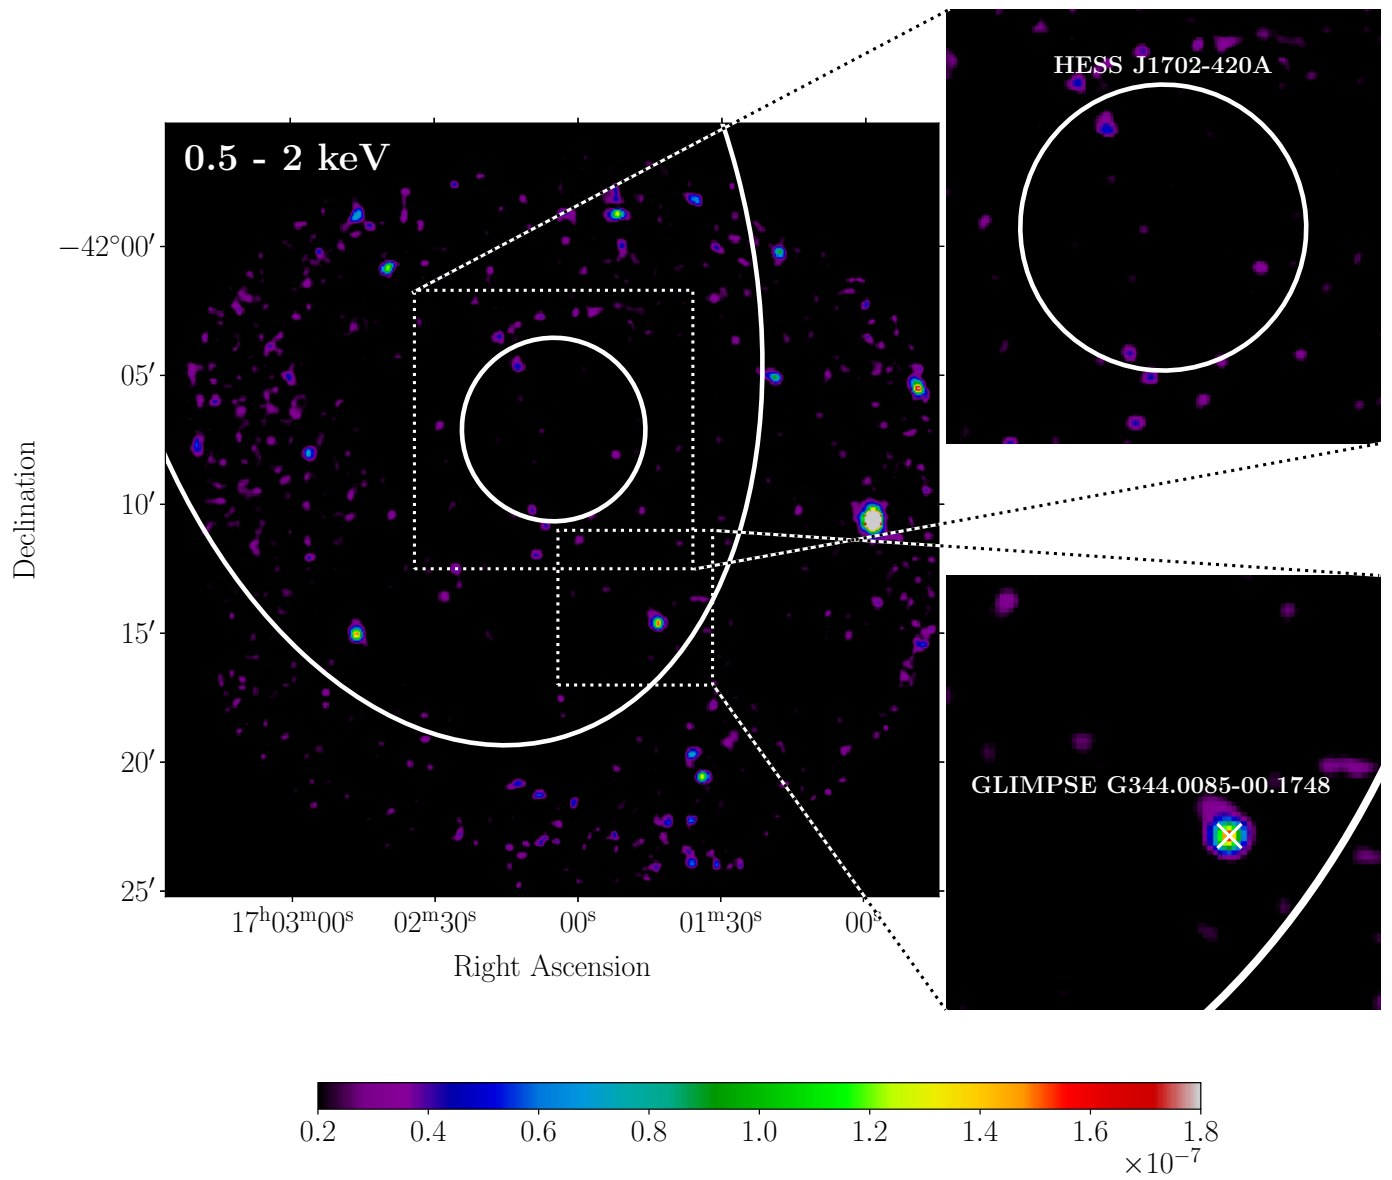 HESS J1702-420A
0.5 - 2 keV
−42°00′
05′
10′
15′
20′
25′
Declination
17ʰ03ᵐ00ˢ 02ᵐ30ˢ 00ˢ 01ᵐ30ˢ 00ˢ
Right Ascension
GLIMPSE G344.0085-00.1748
0.2 0.4 0.6 0.8 1.0 1.2 1.4 1.6 1.8
×10⁻⁷